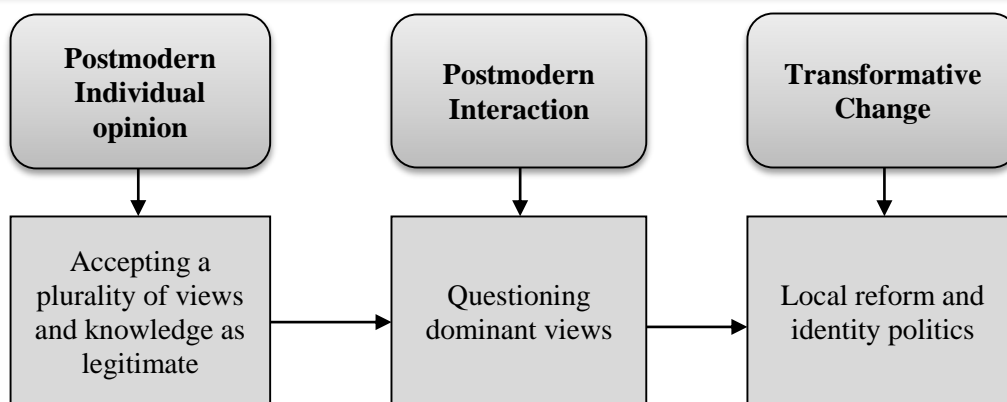 Postmodern
Individual
opinion
Postmodern
Interaction
Transformative
Change
Accepting a
plurality of views
and knowledge as
legitimate
Questioning
dominant views
Local reform and
identity politics